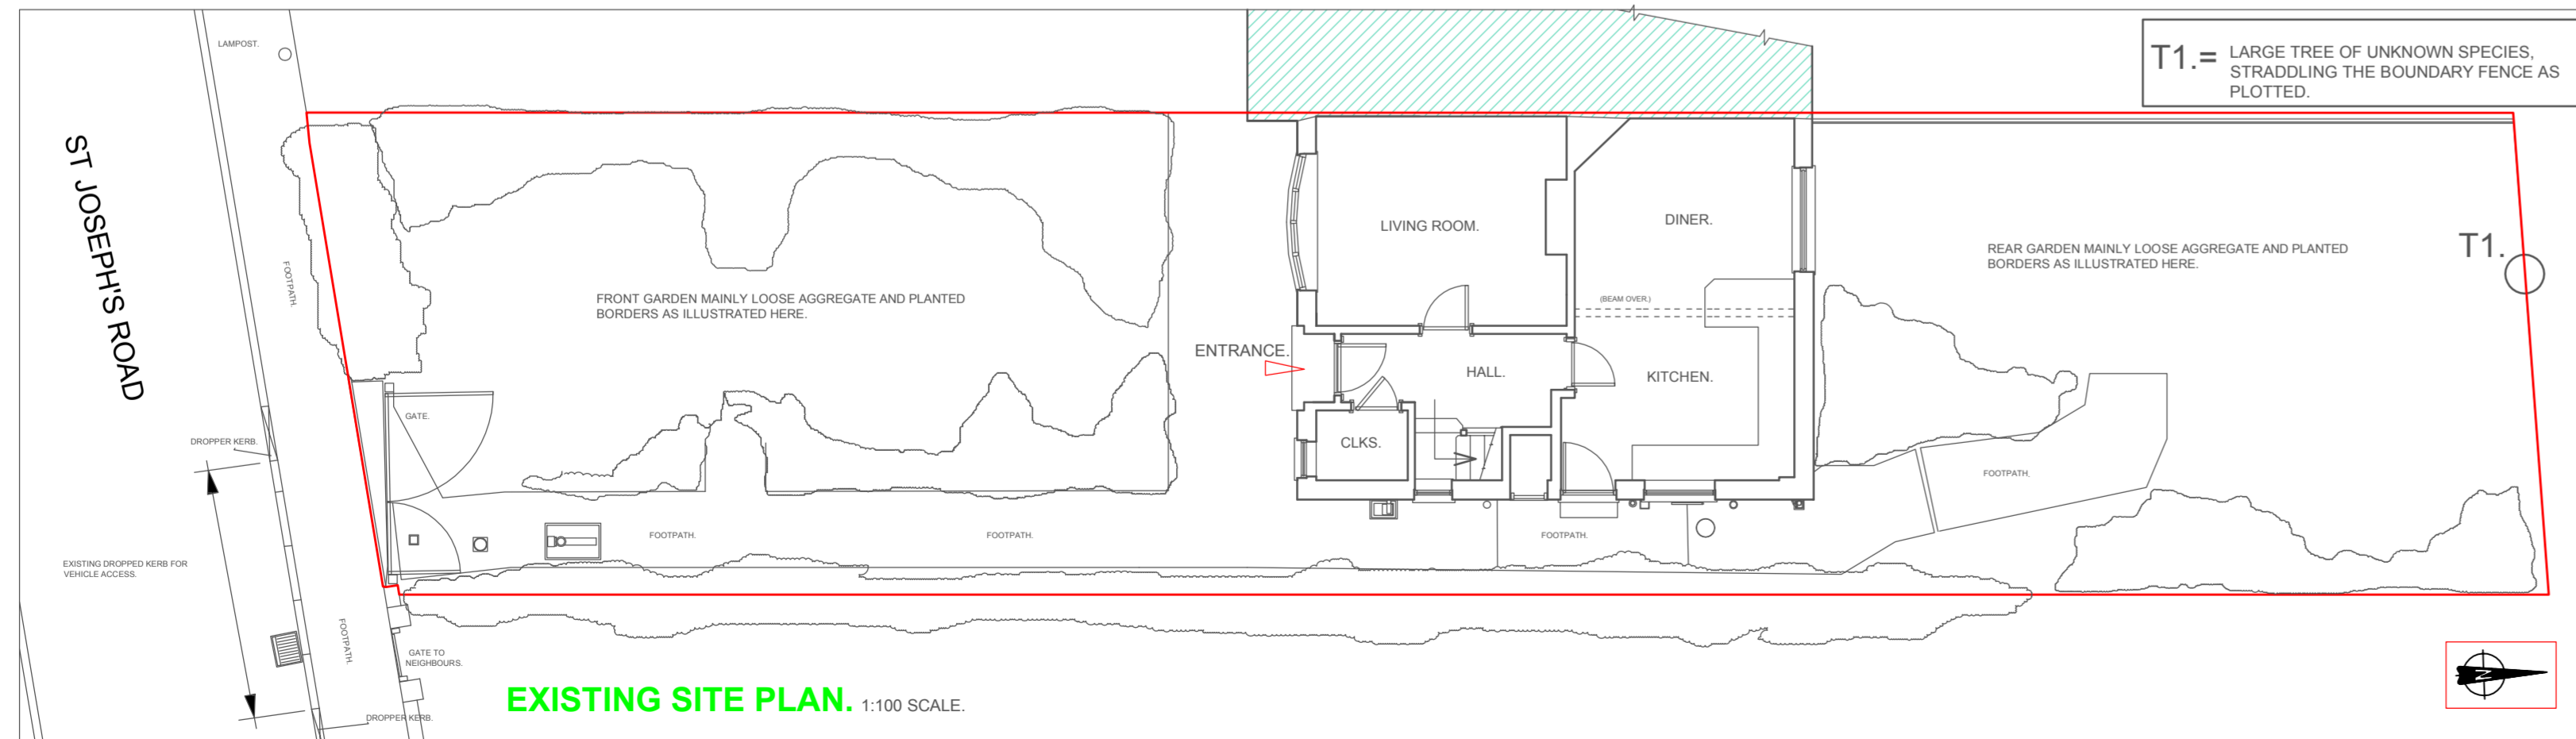 LAMPOST.
T1.= LARGE TREE OF UNKNOWN SPECIES,
STRADDLING THE BOUNDARY FENCE AS
PLOTTED.
ST JOSEPH'S ROAD
FOOTPATH.
LIVING ROOM.
DINER.
T1.
REAR GARDEN MAINLY LOOSE AGGREGATE AND PLANTED
BORDERS AS ILLUSTRATED HERE.
FRONT GARDEN MAINLY LOOSE AGGREGATE AND PLANTED
BORDERS AS ILLUSTRATED HERE.
(BEAM OVER.)
ENTRANCE.
HALL.
KITCHEN.
GATE.
DROPPER KERB.
CLKS.
FOOTPATH.
FOOTPATH.
FOOTPATH.
FOOTPATH.
EXISTING DROPPED KERB FOR
VEHICLE ACCESS.
FOOTPATH.
GATE TO
NEIGHBOURS.
EXISTING SITE PLAN. 1:100 SCALE.
DROPPER KERB.
N